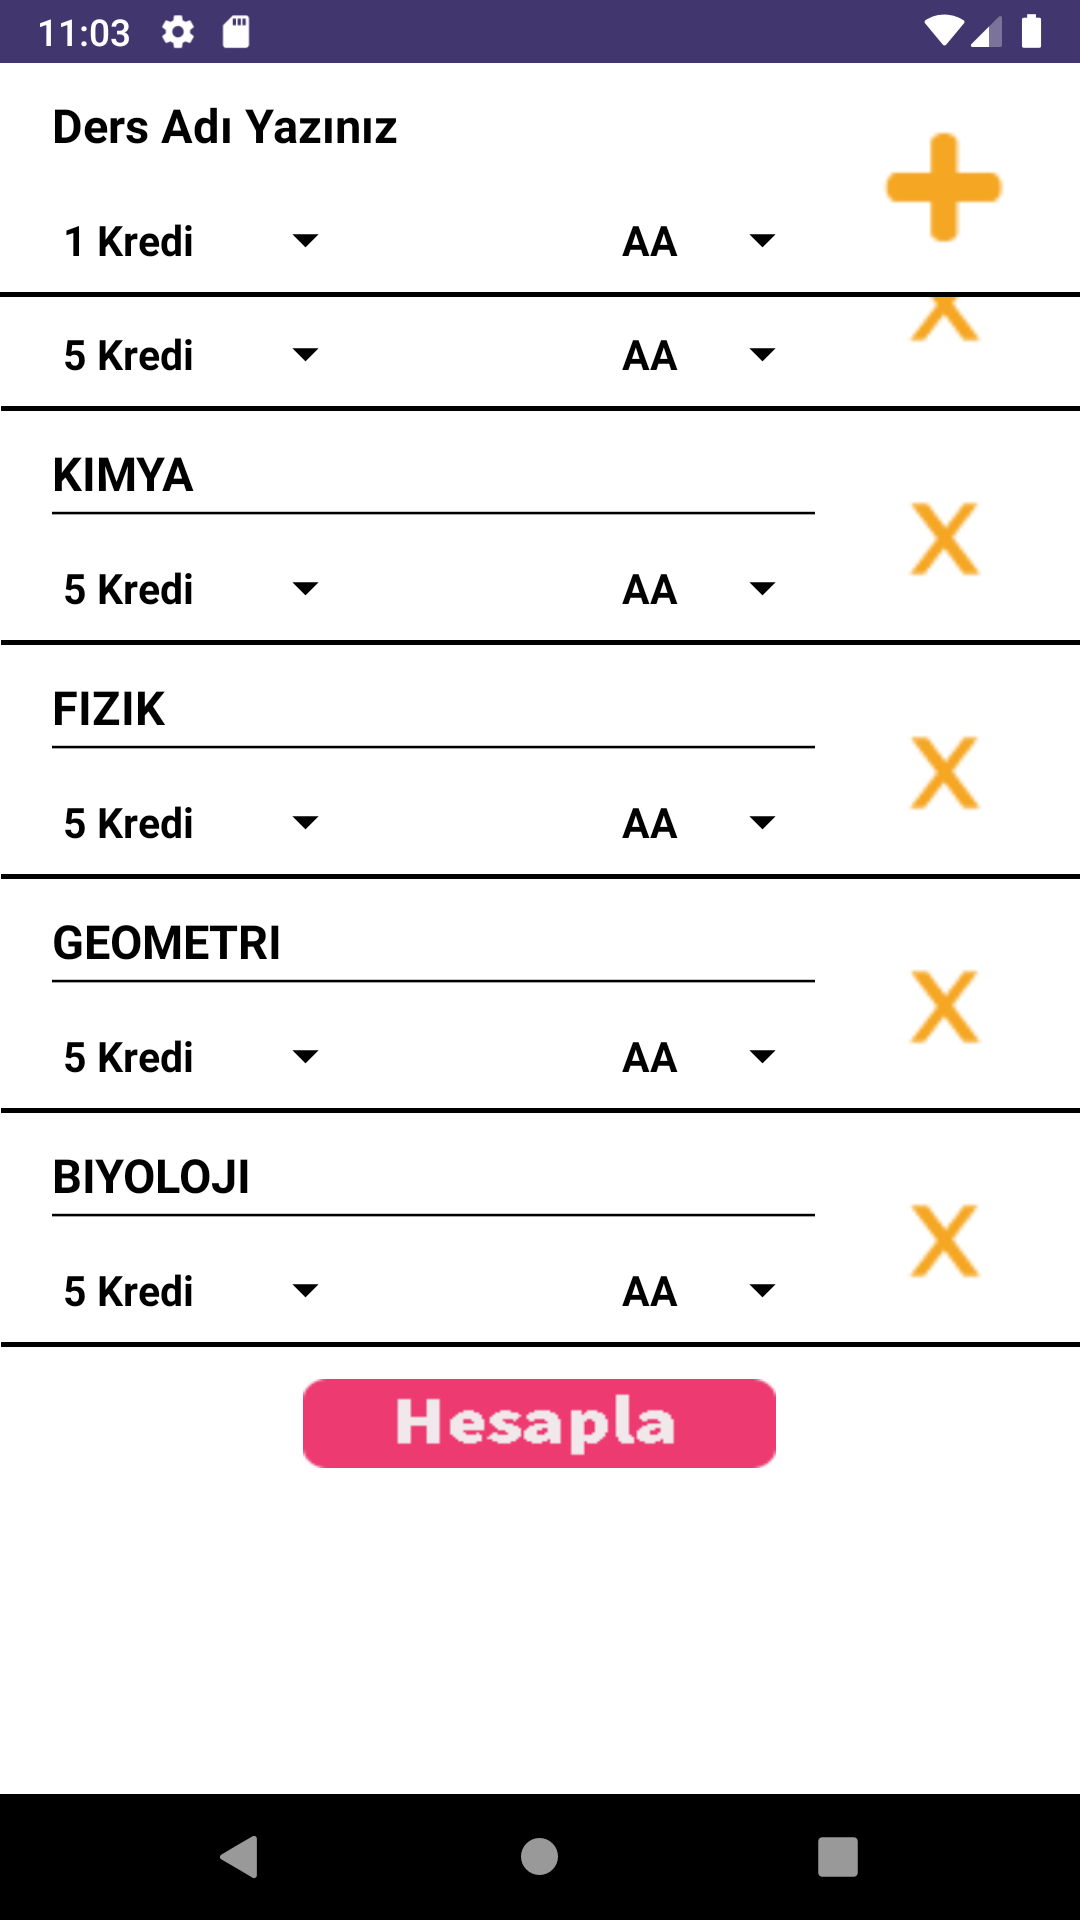 11:03
Ders Adı Yazınız
1 Kredi AA
5 Kredi AA
KIMYA
5 Kredi AA
FIZIK
5 Kredi AA
GEOMETRI
5 Kredi AA
BIYOLOJI
5 Kredi AA
Hesapla